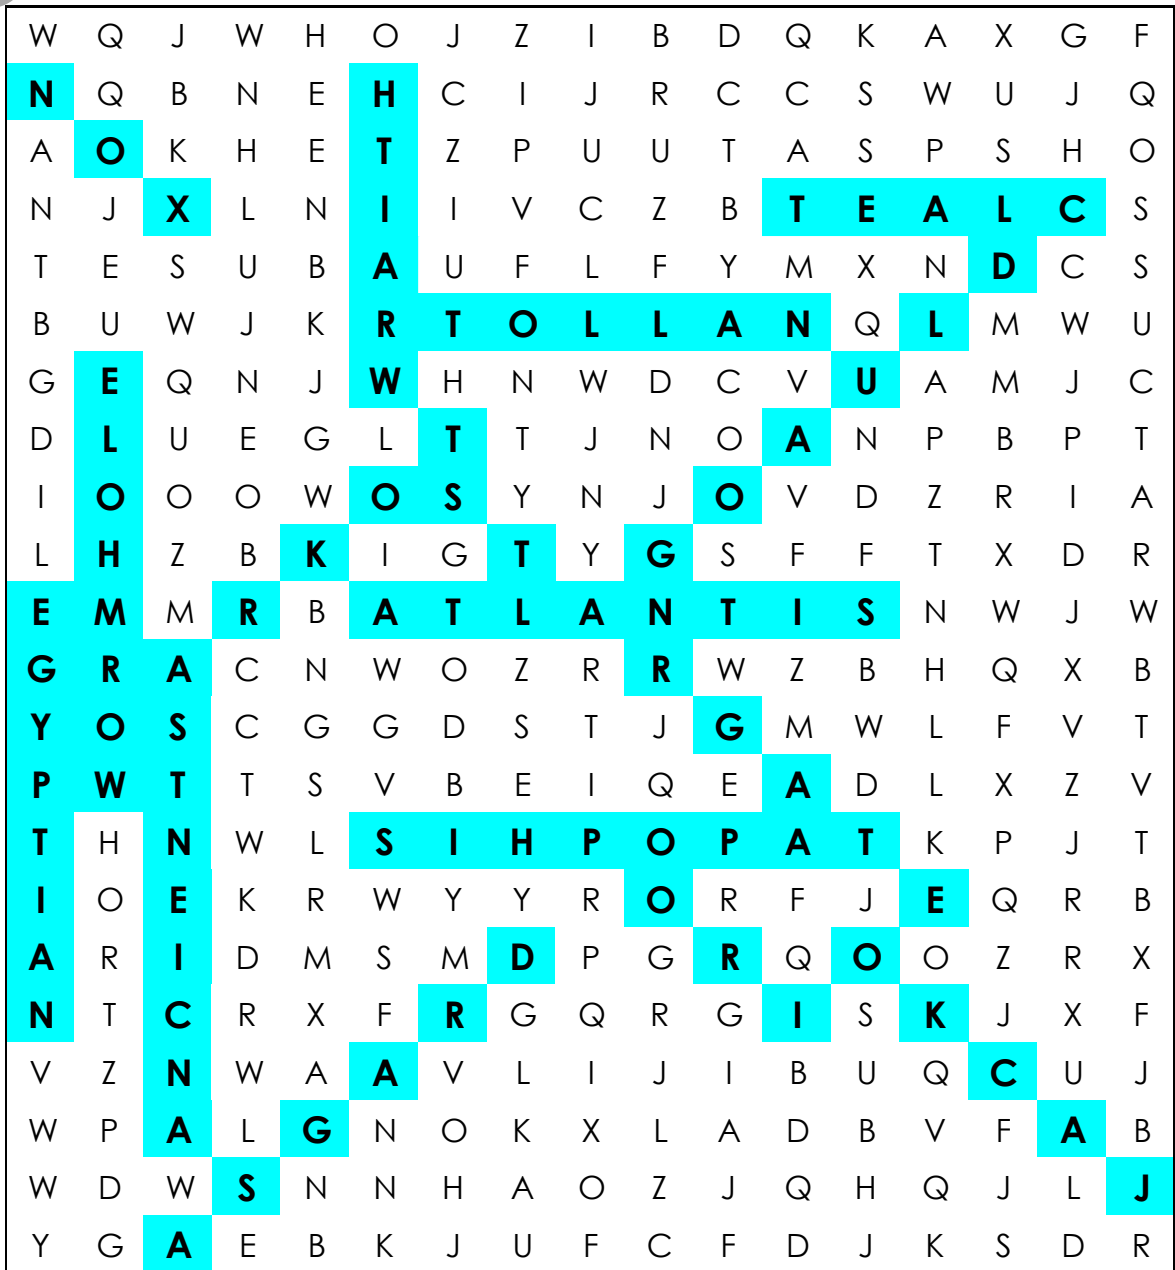 W Q J W H O J Z I B D Q K A X G F
N Q B N E H C I J R C C S W U J Q
A O K H E T Z P U U T A S P S H O
N J X L N I I V C Z B T E A L C S
T E S U B A U F L F Y M X N D C S
B U W J K R T O L L A N Q L M W U
G E Q N J W H N W D C V U A M J C
D L U E G L T T J N O A N P B P T
I O O O W O S Y N J O V D Z R I A
L H Z B K I G T Y G S F F T X D R
E M M R B A T L A N T I S N W J W
G R A C N W O Z R R W Z B H Q X B
Y O S C G G D S T J G M W L F V T
P W T T S V B E I Q E A D L X Z V
T H N W L S I H P O P A T K P J T
I O E K R W Y Y R O R F J E Q R B
A R I D M S M D P G R Q O O Z R X
N T C R X F R G Q R G I S K J X F
V Z N W A A V L I J I B U Q C U J
W P A L G N O K X L A D B V F A B
W D W S N N H A O Z J Q H Q J L J
Y G A E B K J U F C F D J K S D R